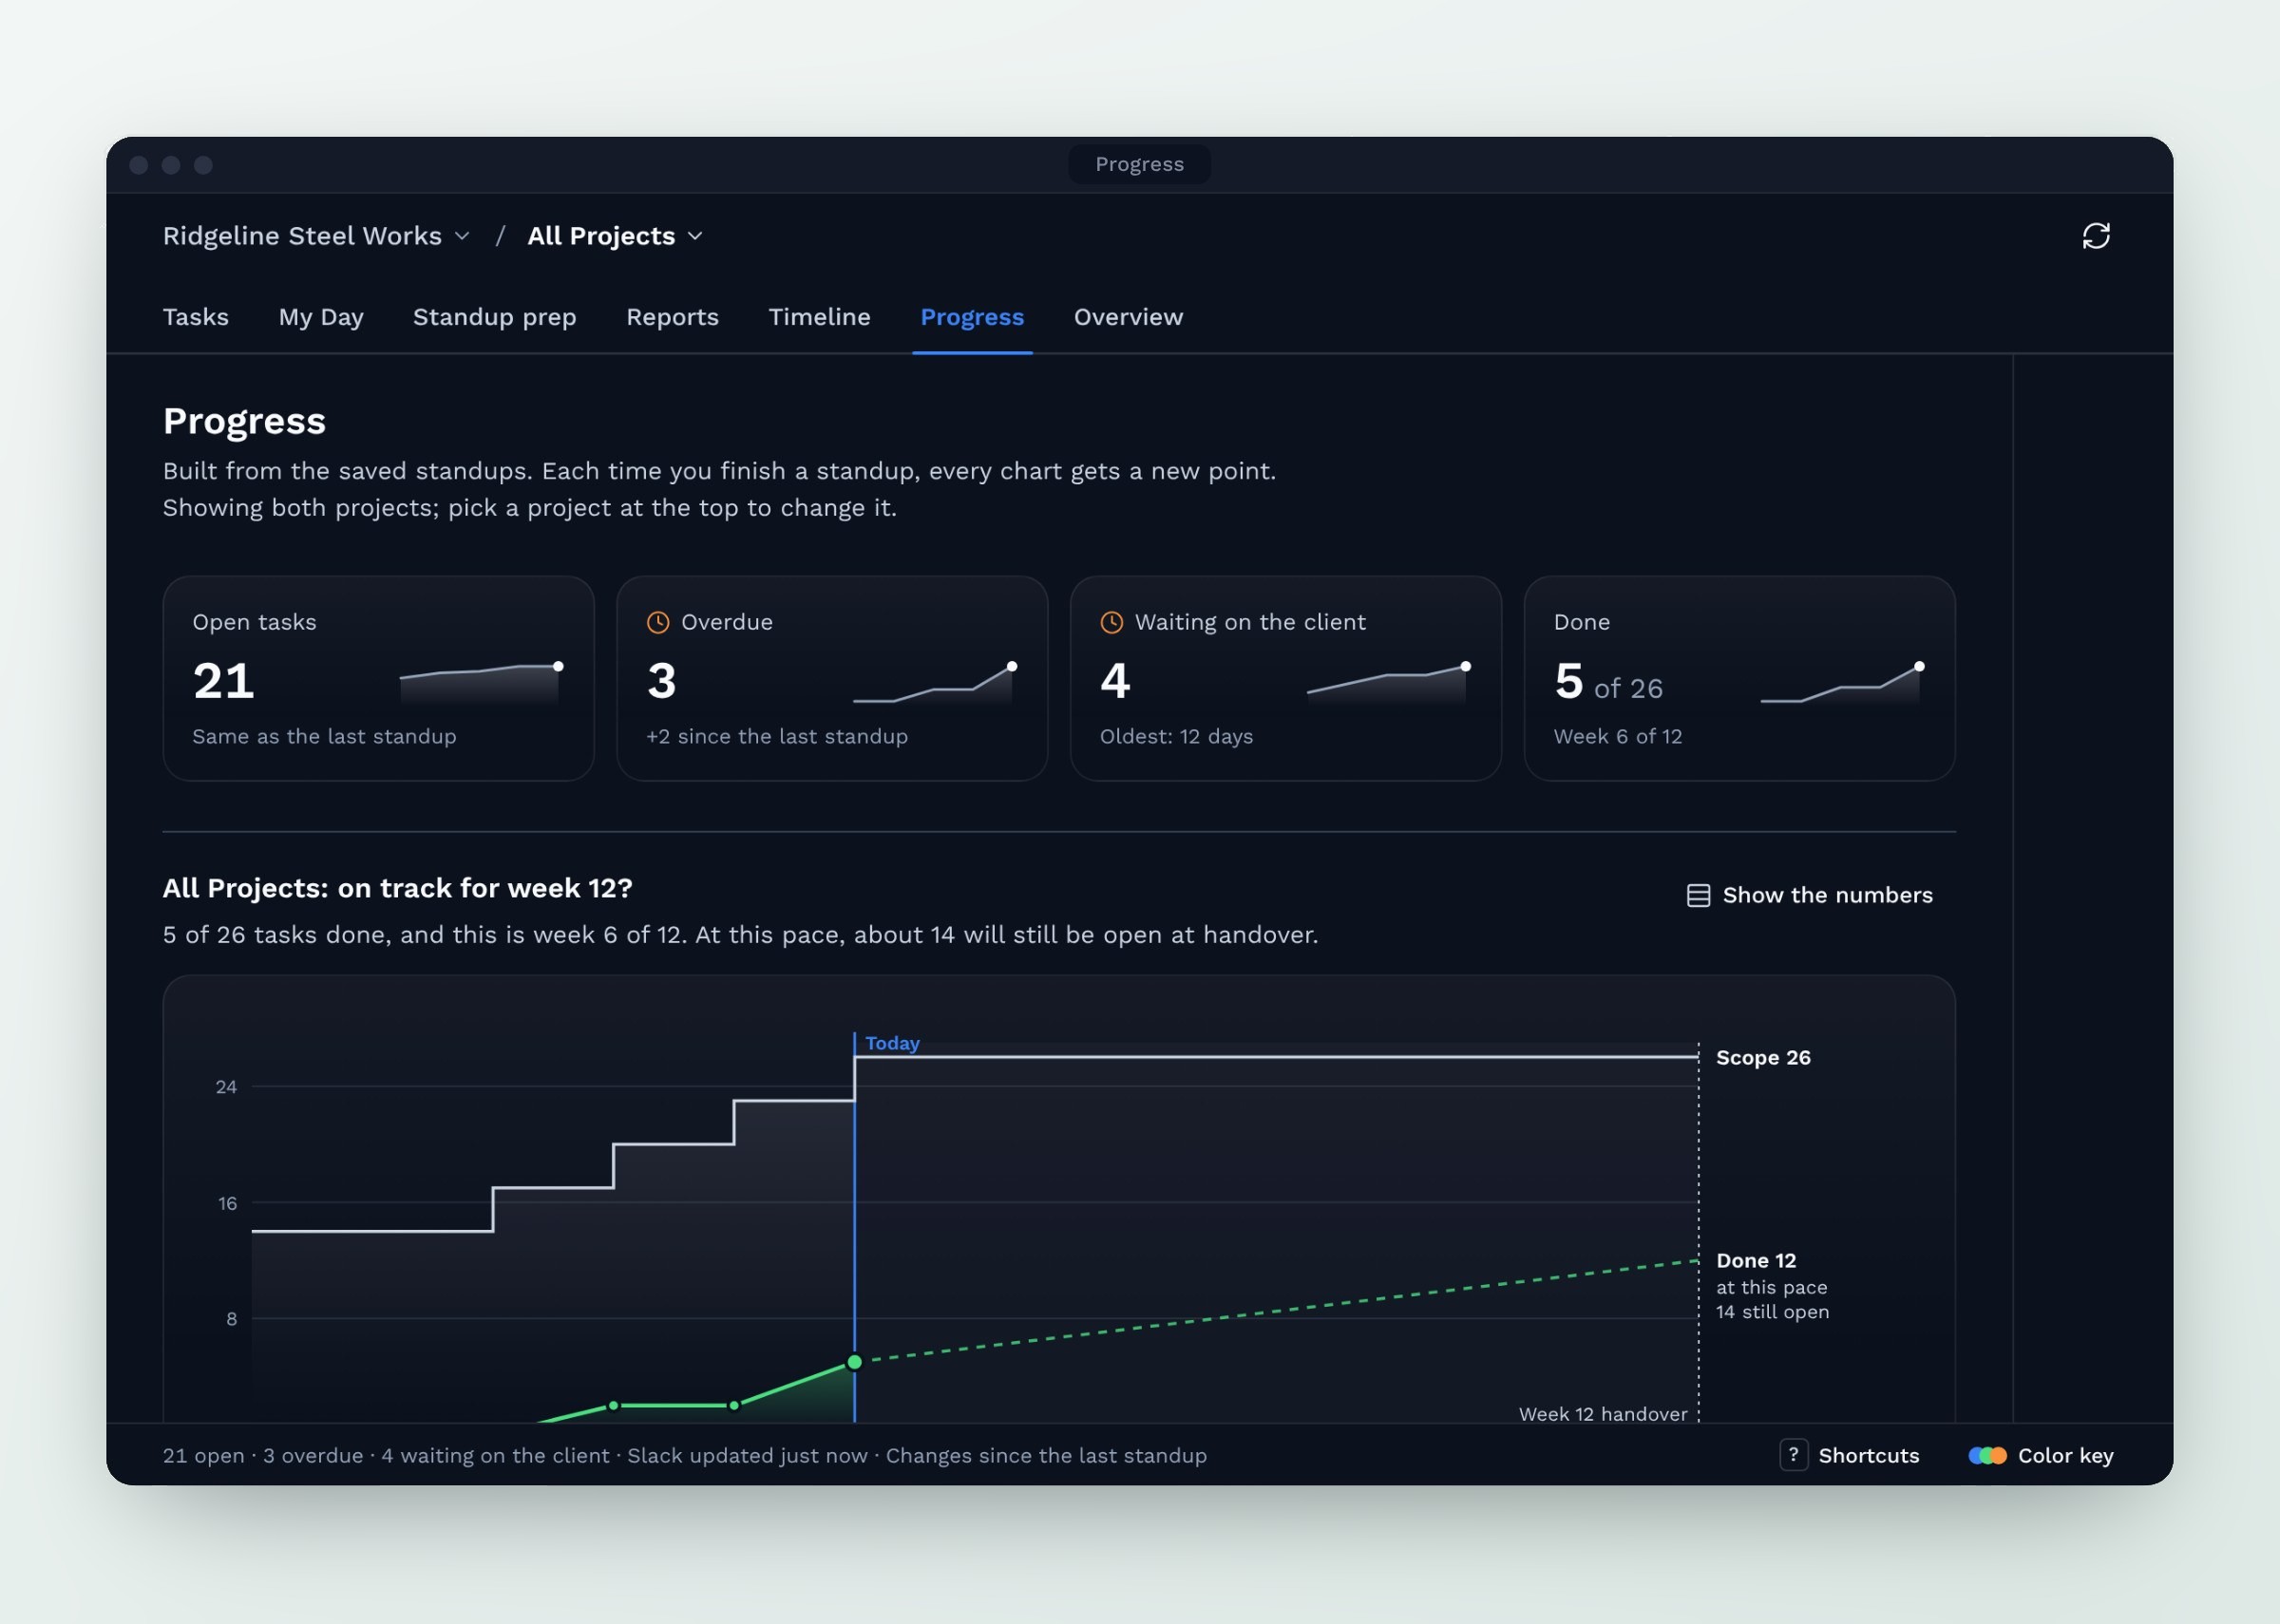 Progress
Ridgeline Steel Works / All Projects
Tasks My Day Standup prep Reports Timeline Progress Overview
Progress
Built from the saved standups. Each time you finish a standup, every chart gets a new point.
Showing both projects; pick a project at the top to change it.
Open tasks
21
Same as the last standup
Overdue
3
+2 since the last standup
Waiting on the client
4
Oldest: 12 days
Done
5 of 26
Week 6 of 12
All Projects: on track for week 12?
Show the numbers
5 of 26 tasks done, and this is week 6 of 12. At this pace, about 14 will still be open at handover.
Today
Scope 26
24
16
Done 12
at this pace
14 still open
8
Week 12 handover
21 open · 3 overdue · 4 waiting on the client · Slack updated just now · Changes since the last standup
? Shortcuts
Color key